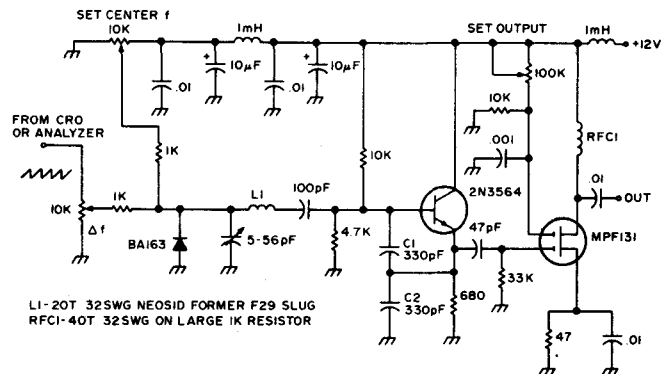 SET CENTER f
10K
1mH
SET OUTPUT
1mH
+12V
.01
+
10µF
.01
+
10µF
100K
10K
FROM CRO
OR ANALYZER
1K
10K
.001
RFC1
.01
OUT
1K
L1
100pF
2N3564
10K
Δf
47pF
MPF131
BA163
5-56pF
4.7K
C1
330pF
33K
C2
330pF
680
47
.01
L1-20T 32SWG NEOSID FORMER F29 SLUG
RFC1-40T 32SWG ON LARGE 1K RESISTOR